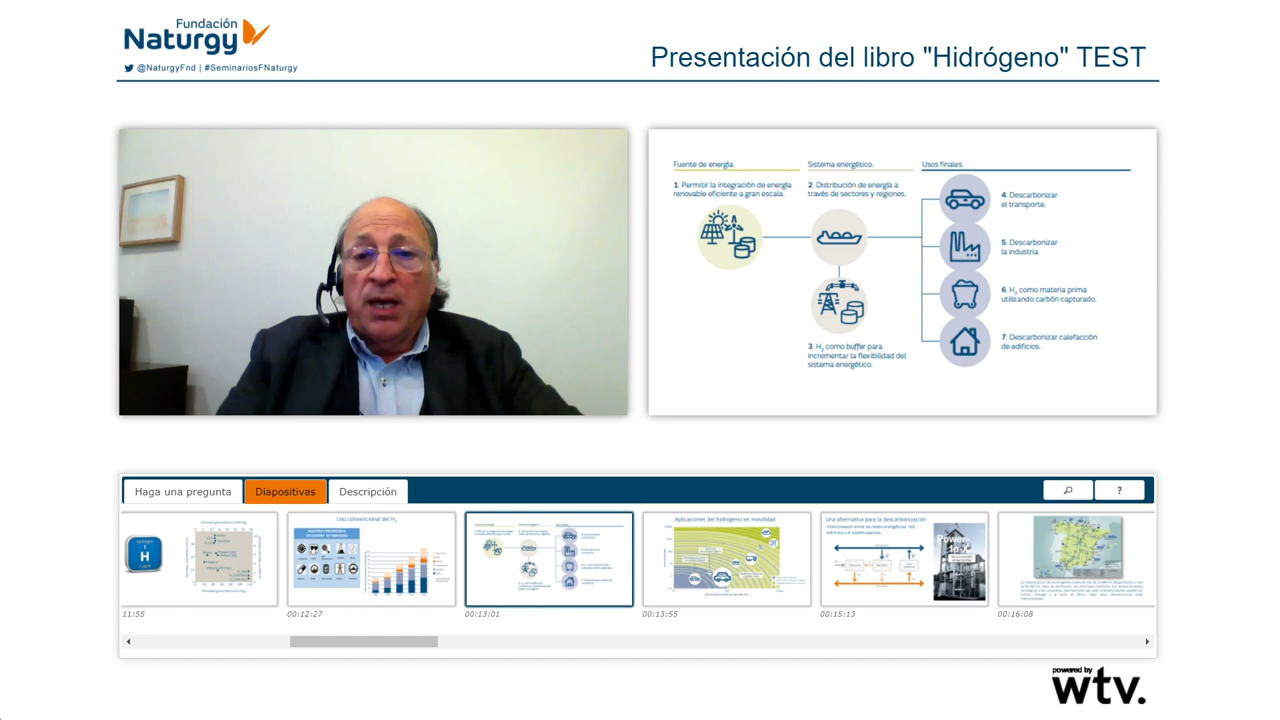 Fundación
Naturgy
@NaturgyFnd | #SeminariosFNaturgy
Presentación del libro "Hidrógeno" TEST
Fuente de energía.
1. Permitir la integración de energía
renovable eficiente a gran escala.
Sistema energético.
2. Distribución de energía a
través de sectores y regiones.
3. H₂ como buffer para
incrementar la flexibilidad del
sistema energético.
Usos finales.
4. Descarbonizar
el transporte.
5. Descarbonizar
la industria.
6. H₂ como materia prima
utilizando carbón capturado.
7. Descarbonizar calefacción
de edificios.
Haga una pregunta
Diapositivas
Descripción
?
H
Uso convencional del H₂
Aplicaciones del hidrógeno en movilidad
Una alternativa para la descarbonización
Power-
to-X
11:55
00:12:27
00:13:01
00:13:55
00:15:13
00:16:08
powered by
wtv.